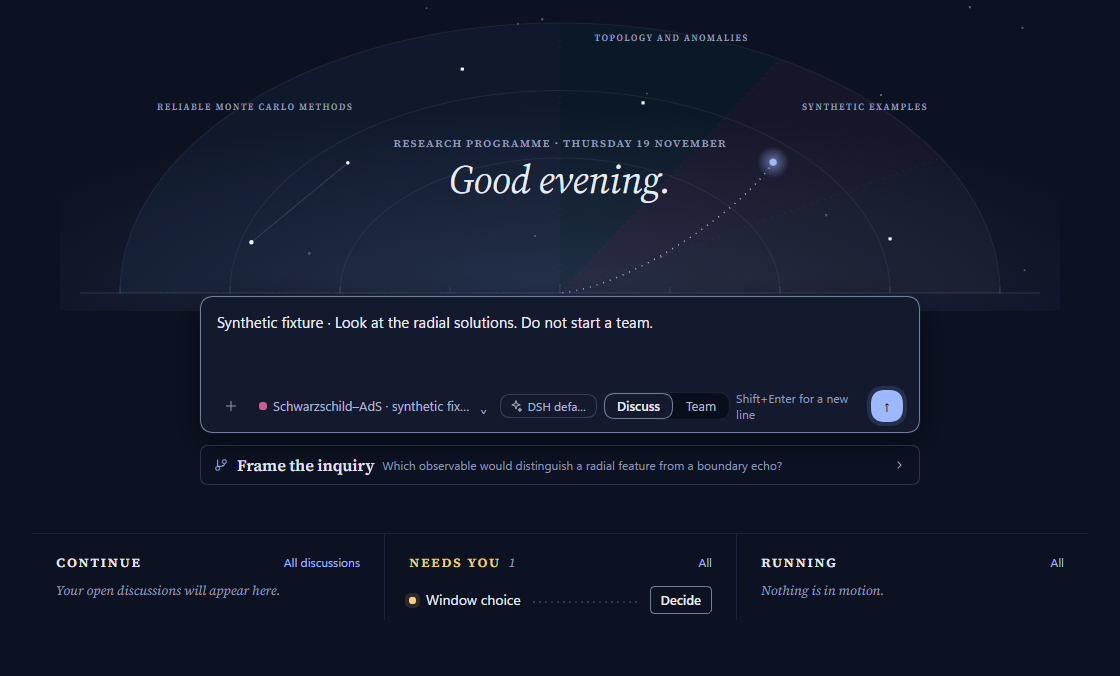 TOPOLOGY AND ANOMALIES
RELIABLE MONTE CARLO METHODS
SYNTHETIC EXAMPLES
RESEARCH PROGRAMME · THURSDAY 19 NOVEMBER
Good evening.
Synthetic fixture · Look at the radial solutions. Do not start a team.
Schwarzschild–AdS · synthetic fix...
DSH defa...
Discuss
Team
Shift+Enter for a new
line
Frame the inquiry
Which observable would distinguish a radial feature from a boundary echo?
CONTINUE
All discussions
Your open discussions will appear here.
NEEDS YOU 1
All
Window choice
Decide
RUNNING
All
Nothing is in motion.